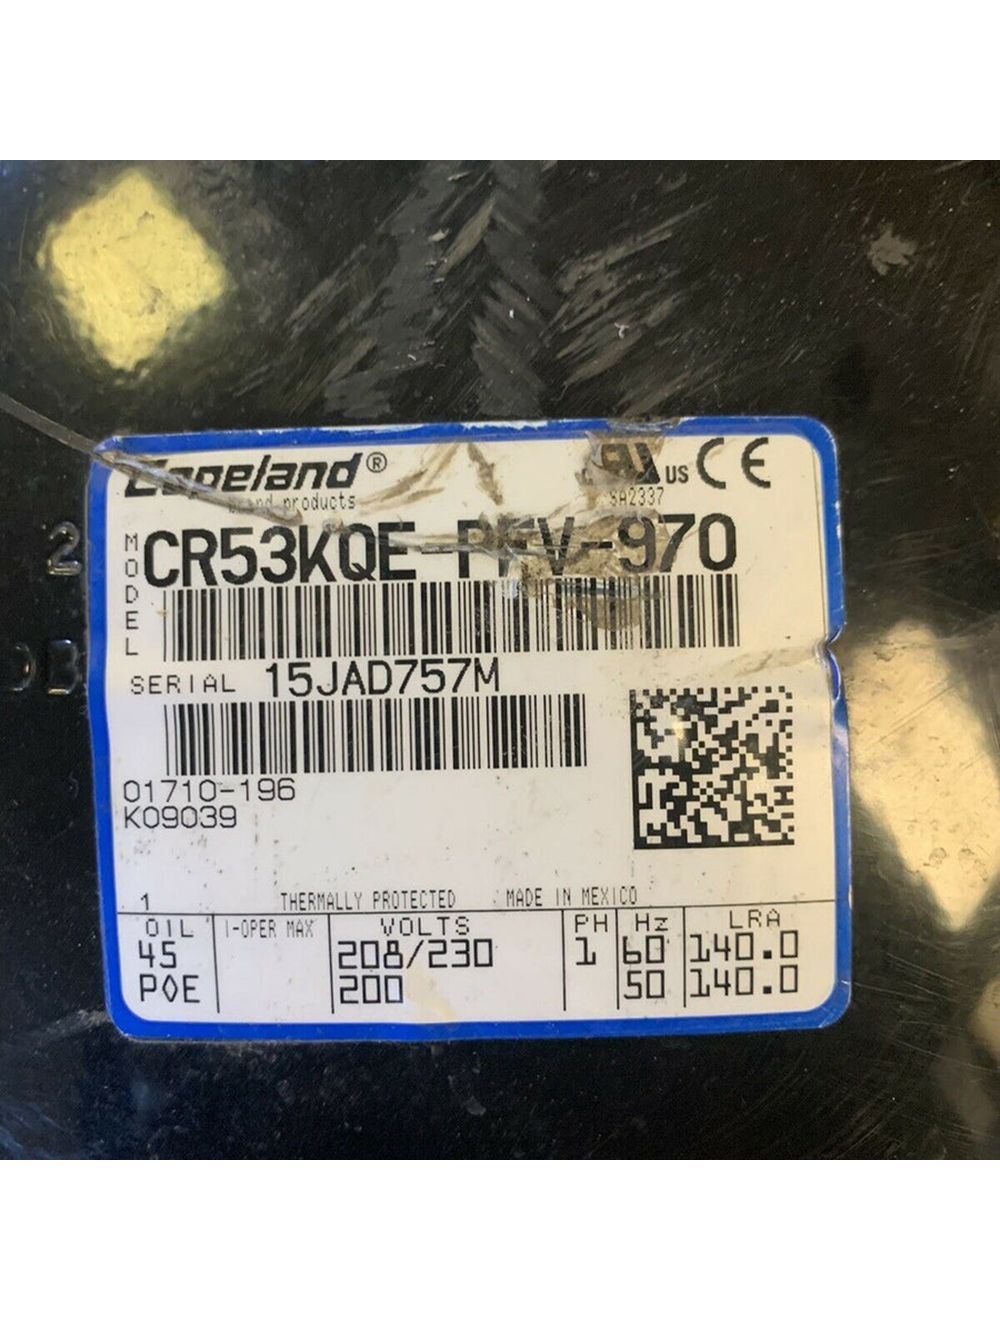 Copeland®
brand products
US CE
SA2337
MODEL CR53KQE-PFV-970
SERIAL 15JAD757M
01710-196
K09039
1 THERMALLY PROTECTED MADE IN MEXICO
OIL I-OPER MAX VOLTS PH Hz LRA
45 208/230 1 60 140.0
POE 200 50 140.0
2